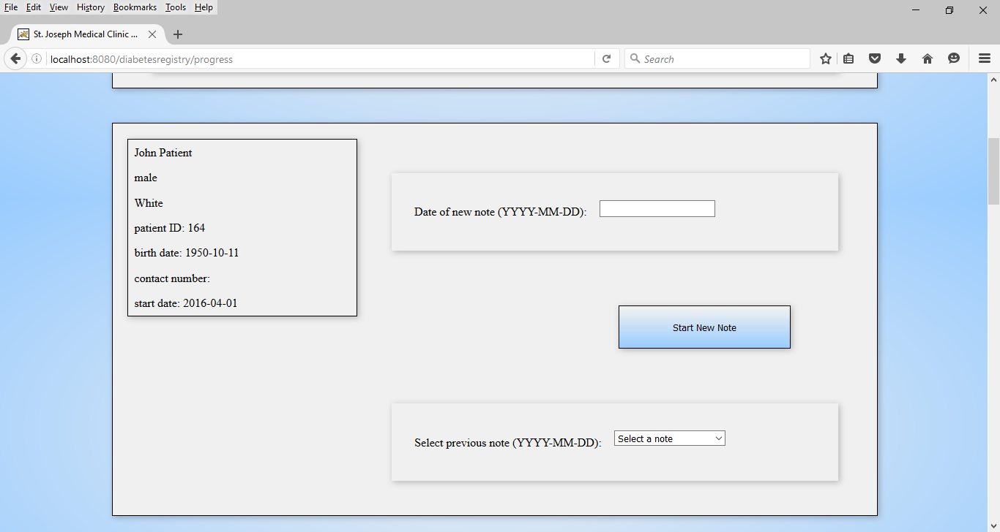 File Edit View History Bookmarks Tools Help
St. Joseph Medical Clinic ...
localhost:8080/diabetesregistry/progress
Search
John Patient
male
White
patient ID: 164
birth date: 1950-10-11
contact number:
start date: 2016-04-01
Date of new note (YYYY-MM-DD):
Start New Note
Select previous note (YYYY-MM-DD): Select a note